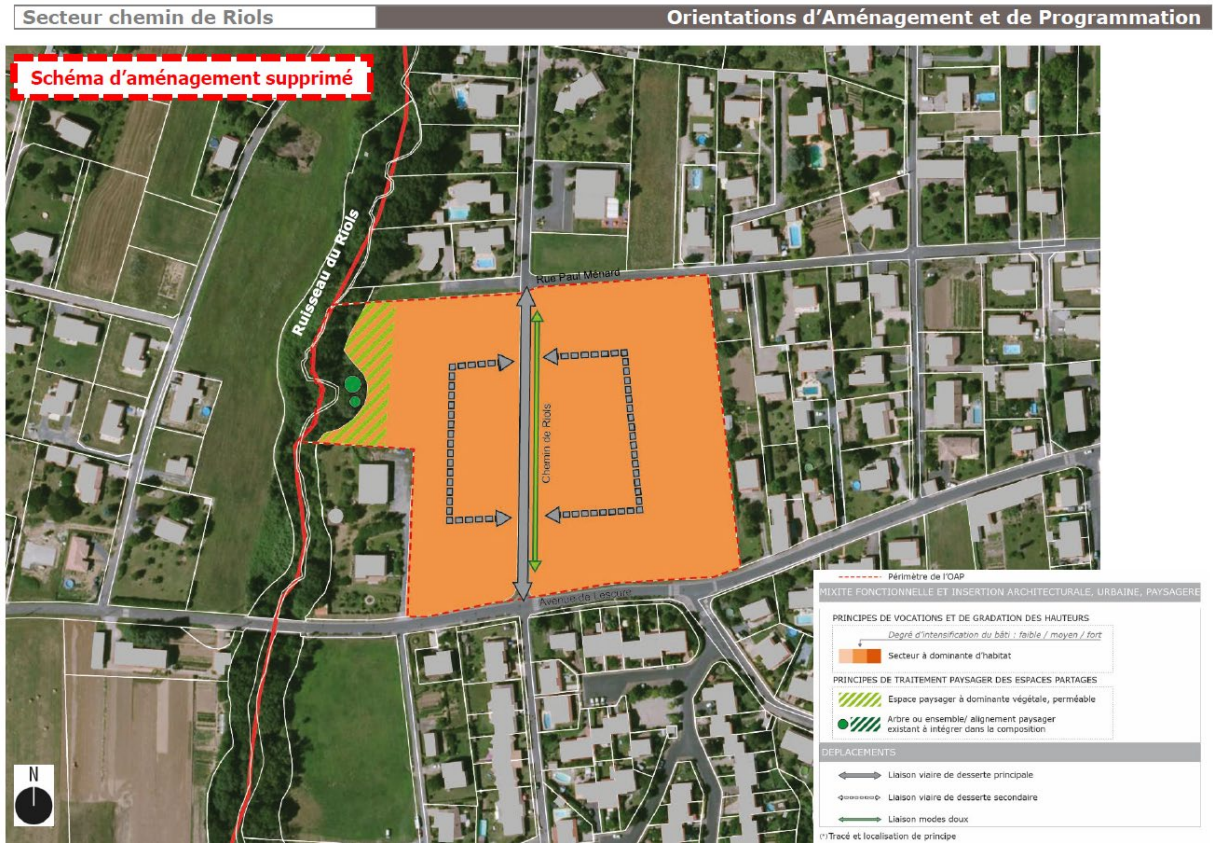 Secteur chemin de Riols
Orientations d’Aménagement et de Programmation
Schéma d’aménagement supprimé
Ruisseau du Riols
Rue Paul Ménard
Chemin de Riols
Avenue de Lescure
Périmètre de l'OAP
MIXITE FONCTIONNELLE ET INSERTION ARCHITECTURALE, URBAINE, PAYSAGERE
PRINCIPES DE VOCATIONS ET DE GRADATION DES HAUTEURS
Degré d'intensification du bâti : faible / moyen / fort
Secteur à dominante d'habitat
PRINCIPES DE TRAITEMENT PAYSAGER DES ESPACES PARTAGES
Espace paysager à dominante végétale, perméable
Arbre ou ensemble/ alignement paysager
existant à intégrer dans la composition
DEPLACEMENTS
Liaison viaire de desserte principale
Liaison viaire de desserte secondaire
Liaison modes doux
(*) Tracé et localisation de principe
N